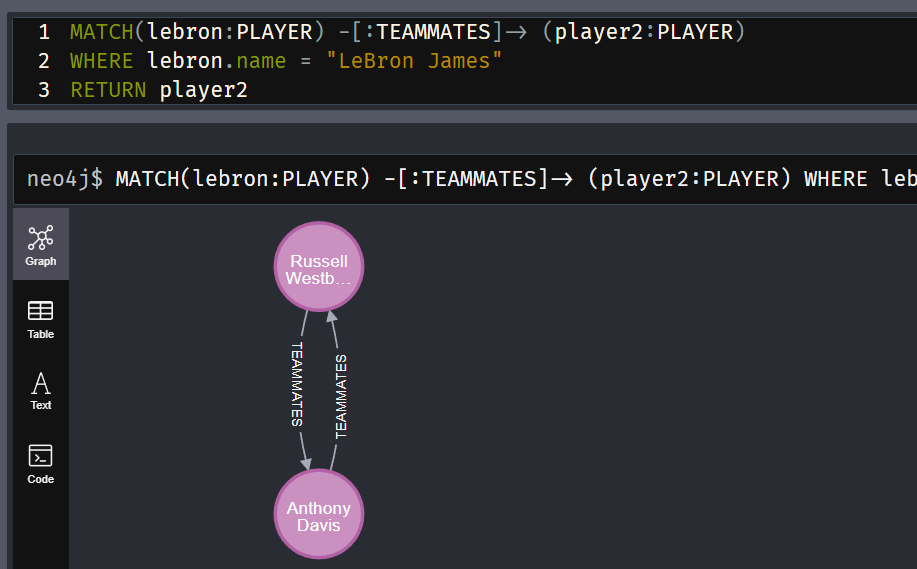 1 MATCH(lebron:PLAYER) -[:TEAMMATES]-> (player2:PLAYER)
2 WHERE lebron.name = "LeBron James"
3 RETURN player2
neo4j$ MATCH(lebron:PLAYER) -[:TEAMMATES]-> (player2:PLAYER) WHERE leb
Graph
Table
Text
Code
Russell
Westb...
TEAMMATES
TEAMMATES
Anthony
Davis